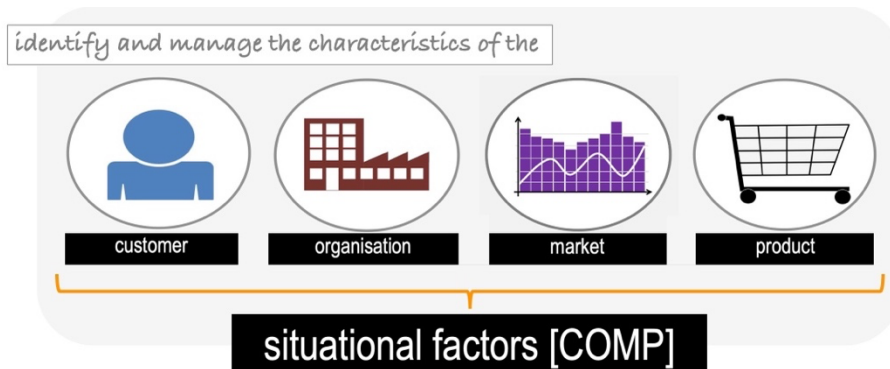 identify and manage the characteristics of the
customer organisation market product
situational factors [COMP]